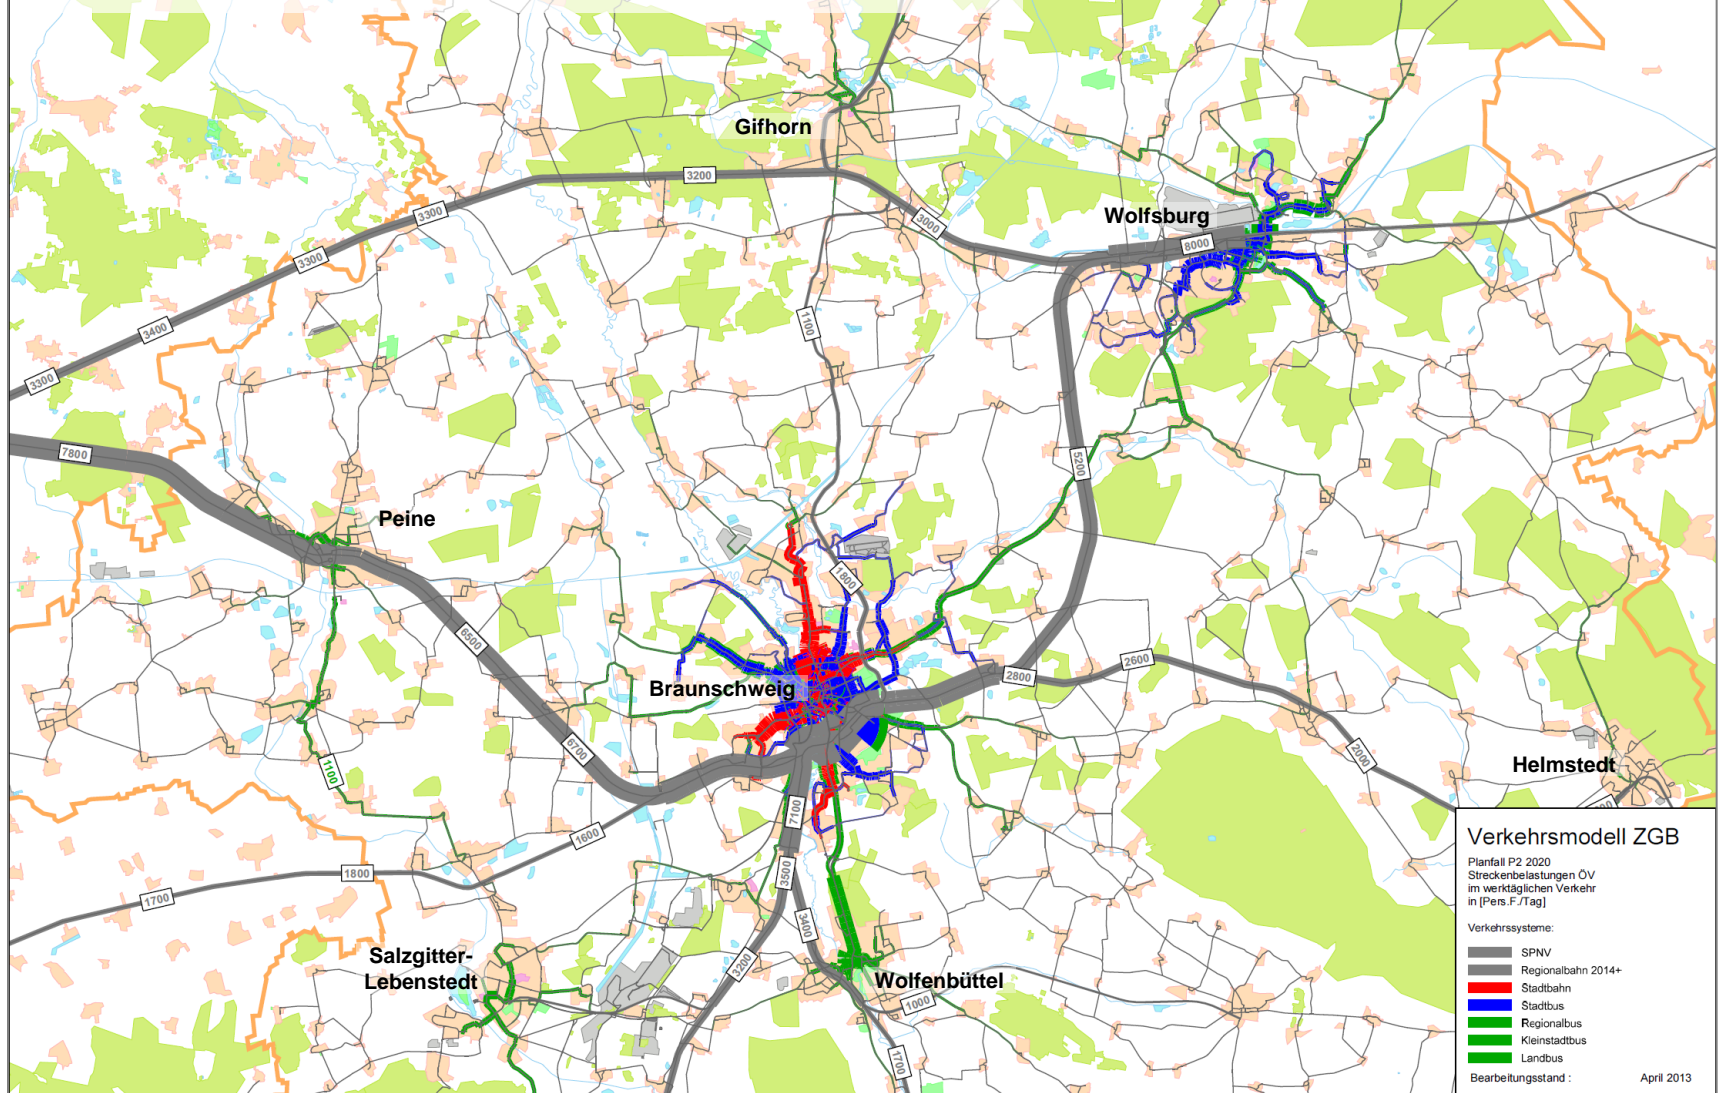 Gifhorn
3200
3300
3000
Wolfsburg
8000
3300
3400
1100
3300
7800
5200
Peine
1800
6500
2600
2800
Braunschweig
6700
2000
1100
Helmstedt
7100
1600
1800
3500
1700
3400
3200
Salzgitter-
Lebenstedt
Wolfenbüttel
1000
1700
Verkehrsmodell ZGB
Planfall P2 2020
Streckenbelastungen ÖV
im werktäglichen Verkehr
in [Pers.F./Tag]
Verkehrssysteme:
SPNV
Regionalbahn 2014+
Stadtbahn
Stadtbus
Regionalbus
Kleinstadtbus
Landbus
Bearbeitungsstand : April 2013